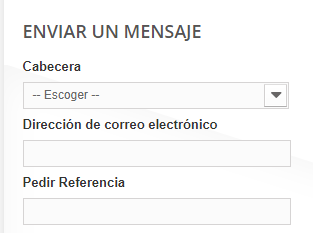 ENVIAR UN MENSAJE
Cabecera
-- Escoger --
Dirección de correo electrónico
Pedir Referencia